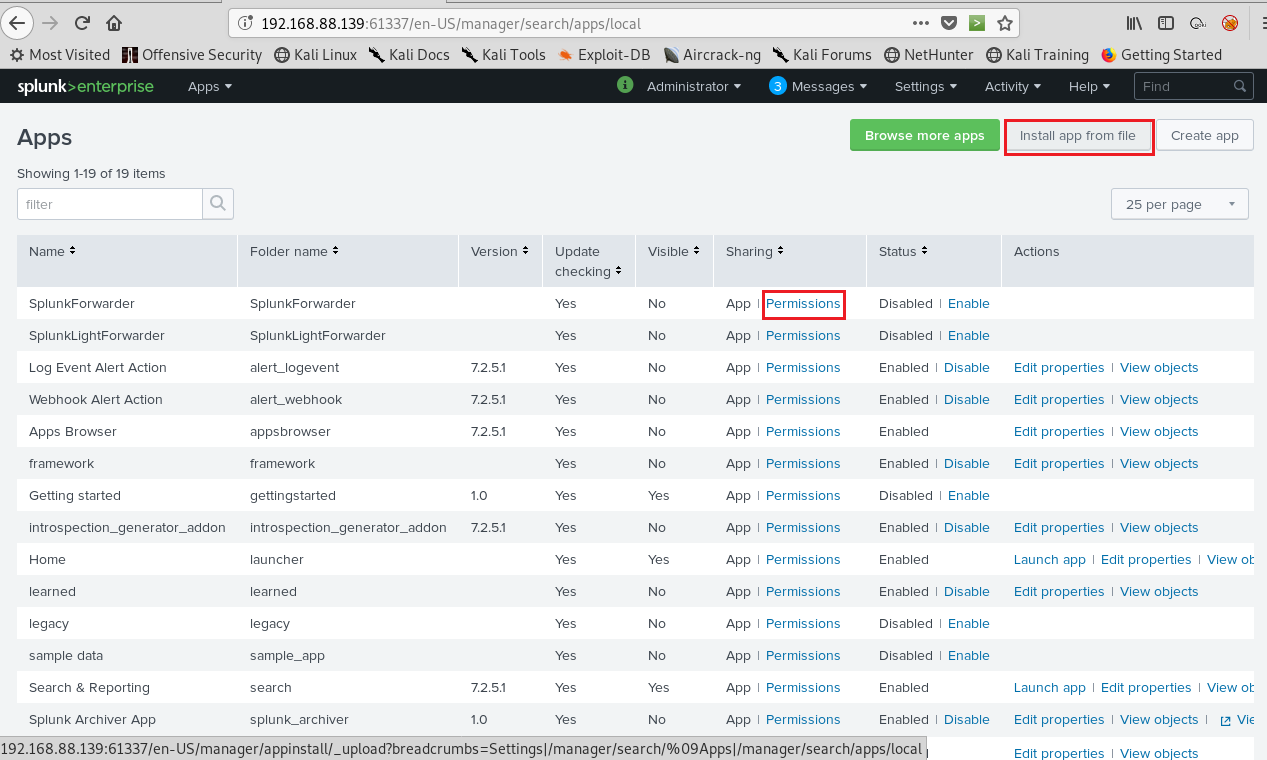 192.168.88.139:61337/en-US/manager/search/apps/local
Most Visited Offensive Security Kali Linux Kali Docs Kali Tools Exploit-DB Aircrack-ng Kali Forums NetHunter Kali Training Getting Started
splunk>enterprise Apps Administrator 3 Messages Settings Activity Help Find
Apps Browse more apps Install app from file Create app
Showing 1-19 of 19 items
filter 25 per page
Name Folder name Version Update checking Visible Sharing Status Actions
SplunkForwarder SplunkForwarder Yes No App | Permissions Disabled | Enable
SplunkLightForwarder SplunkLightForwarder Yes No App | Permissions Disabled | Enable
Log Event Alert Action alert_logevent 7.2.5.1 Yes No App | Permissions Enabled | Disable Edit properties | View objects
Webhook Alert Action alert_webhook 7.2.5.1 Yes No App | Permissions Enabled | Disable Edit properties | View objects
Apps Browser appsbrowser 7.2.5.1 Yes No App | Permissions Enabled Edit properties | View objects
framework framework Yes No App | Permissions Enabled | Disable Edit properties | View objects
Getting started gettingstarted 1.0 Yes Yes App | Permissions Disabled | Enable
introspection_generator_addon introspection_generator_addon 7.2.5.1 Yes No App | Permissions Enabled | Disable Edit properties | View objects
Home launcher Yes Yes App | Permissions Enabled Launch app | Edit properties | View ob
learned learned Yes No App | Permissions Enabled | Disable Edit properties | View objects
legacy legacy Yes No App | Permissions Disabled | Enable
sample data sample_app Yes No App | Permissions Disabled | Enable
Search & Reporting search 7.2.5.1 Yes Yes App | Permissions Enabled Launch app | Edit properties | View ob
Splunk Archiver App splunk_archiver 1.0 Yes No App | Permissions Enabled | Disable Edit properties | View objects | Vie
192.168.88.139:61337/en-US/manager/appinstall/_upload?breadcrumbs=Settings|/manager/search/%09Apps|/manager/search/apps/local Edit properties | View objects